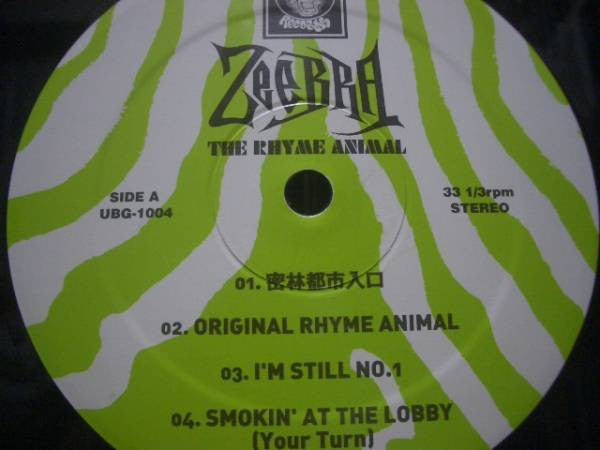 RECORDS
ZEEBRA
THE RHYME ANIMAL
SIDE A
UBG-1004
33 1/3rpm
STEREO
01. 密林都市入口
02. ORIGINAL RHYME ANIMAL
03. I'M STILL NO.1
04. SMOKIN' AT THE LOBBY
(Your Turn)